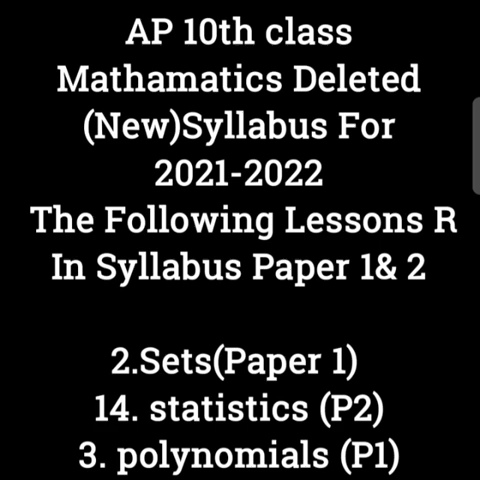 AP 10th class
Mathamatics Deleted
(New)Syllabus For
2021-2022
The Following Lessons R
In Syllabus Paper 1& 2
2.Sets(Paper 1)
14. statistics (P2)
3. polynomials (P1)